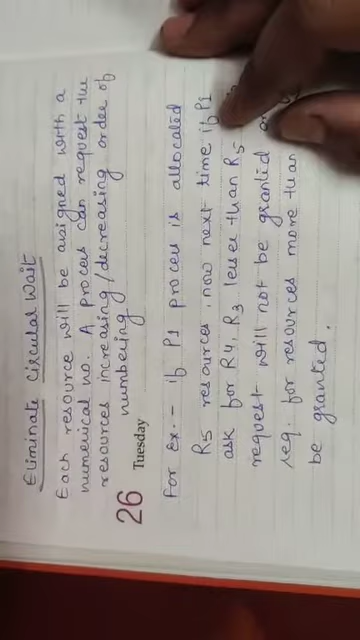 Eliminate Circular Wait
Each resource will be assigned with a
numerical no. A process can request the
resources increasing/decreasing order of
numbering
26 Tuesday
For ex. - if P1 process is allocated
R5 resources, now next time if P1
ask for R4, R3 lesser than R5
request will not be granted
req. for resources more than
be granted.